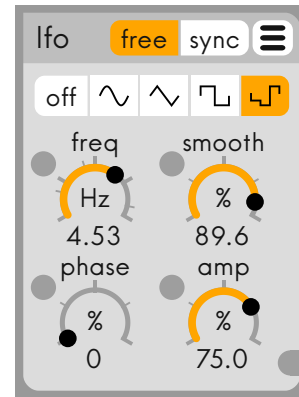 lfo free sync
off
freq smooth
Hz %
4.53 89.6
phase amp
% %
0 75.0